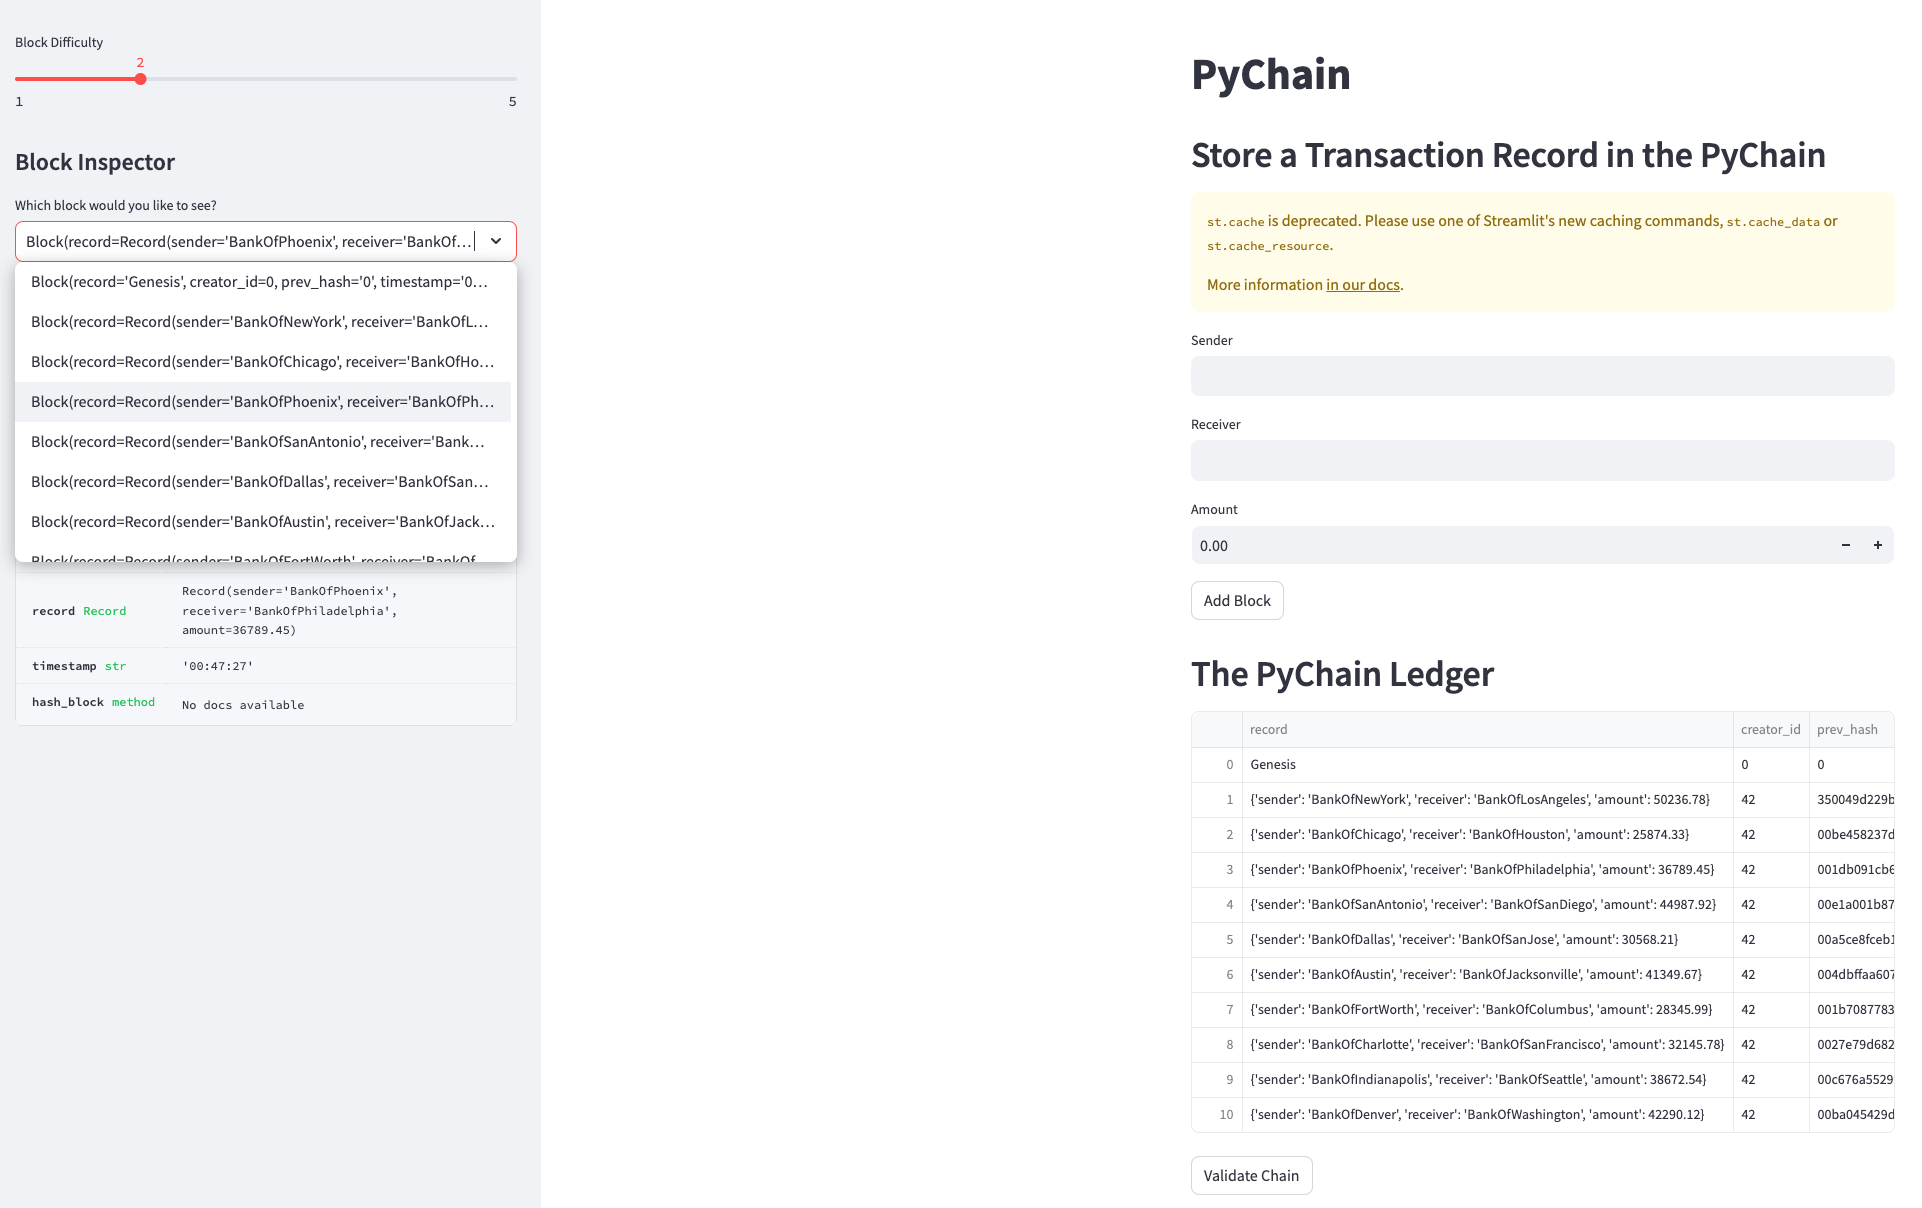 Block Difficulty
2
1 5
Block Inspector
Which block would you like to see?
Block(record=Record(sender='BankOfPhoenix', receiver='BankOf…
Block(record='Genesis', creator_id=0, prev_hash='0', timestamp='0…
Block(record=Record(sender='BankOfNewYork', receiver='BankOfL…
Block(record=Record(sender='BankOfChicago', receiver='BankOfHo…
Block(record=Record(sender='BankOfPhoenix', receiver='BankOfPh…
Block(record=Record(sender='BankOfSanAntonio', receiver='Bank…
Block(record=Record(sender='BankOfDallas', receiver='BankOfSan…
Block(record=Record(sender='BankOfAustin', receiver='BankOfJack…
Block(record=Record(sender='BankOfFortWorth', receiver='BankOf…
record Record
Record(sender='BankOfPhoenix',
receiver='BankOfPhiladelphia',
amount=36789.45)
timestamp str '00:47:27'
hash_block method No docs available
PyChain
Store a Transaction Record in the PyChain
st.cache is deprecated. Please use one of Streamlit's new caching commands, st.cache_data or
st.cache_resource.
More information in our docs.
Sender
Receiver
Amount
0.00 − +
Add Block
The PyChain Ledger
record creator_id prev_hash
0 Genesis 0 0
1 {'sender': 'BankOfNewYork', 'receiver': 'BankOfLosAngeles', 'amount': 50236.78} 42 350049d229b
2 {'sender': 'BankOfChicago', 'receiver': 'BankOfHouston', 'amount': 25874.33} 42 00be458237d
3 {'sender': 'BankOfPhoenix', 'receiver': 'BankOfPhiladelphia', 'amount': 36789.45} 42 001db091cb6
4 {'sender': 'BankOfSanAntonio', 'receiver': 'BankOfSanDiego', 'amount': 44987.92} 42 00e1a001b87
5 {'sender': 'BankOfDallas', 'receiver': 'BankOfSanJose', 'amount': 30568.21} 42 00a5ce8fceb1
6 {'sender': 'BankOfAustin', 'receiver': 'BankOfJacksonville', 'amount': 41349.67} 42 004dbffaa607
7 {'sender': 'BankOfFortWorth', 'receiver': 'BankOfColumbus', 'amount': 28345.99} 42 001b7087783
8 {'sender': 'BankOfCharlotte', 'receiver': 'BankOfSanFrancisco', 'amount': 32145.78} 42 0027e79d682
9 {'sender': 'BankOfIndianapolis', 'receiver': 'BankOfSeattle', 'amount': 38672.54} 42 00c676a5529
10 {'sender': 'BankOfDenver', 'receiver': 'BankOfWashington', 'amount': 42290.12} 42 00ba045429d
Validate Chain